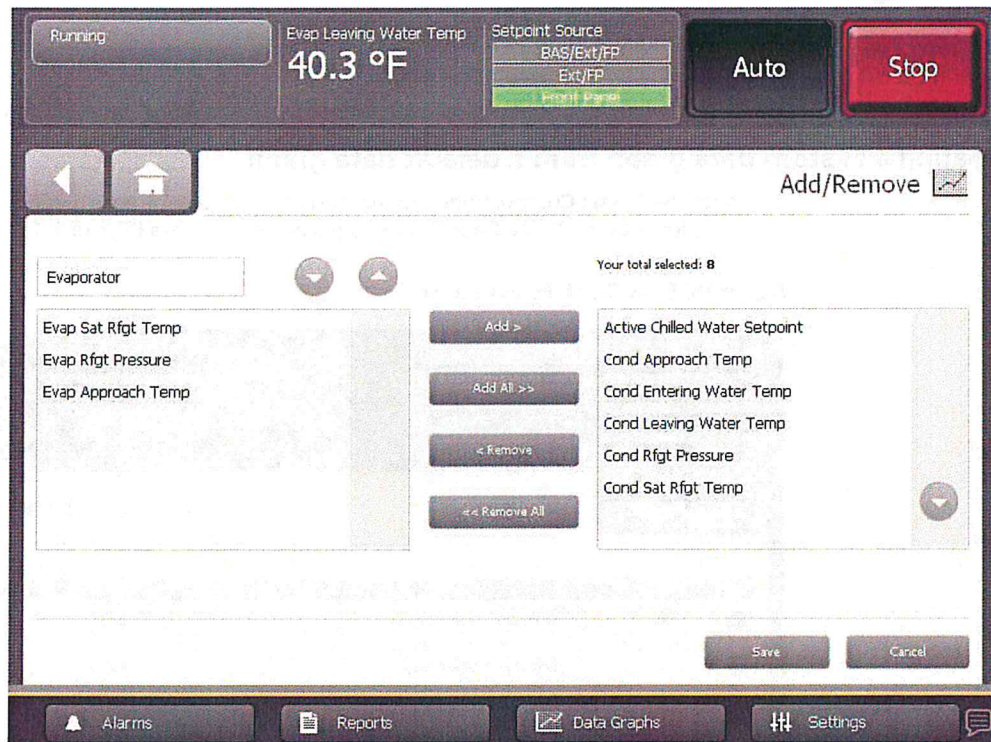 Running
Evap Leaving Water Temp
40.3 °F
Setpoint Source
BAS/Ext/FP
Ext/FP
Front Panel
Auto
Stop
Add/Remove
Evaporator
Your total selected: 8
Evap Sat Rfgt Temp
Evap Rfgt Pressure
Evap Approach Temp
Add >
Add All >>
< Remove
<< Remove All
Active Chilled Water Setpoint
Cond Approach Temp
Cond Entering Water Temp
Cond Leaving Water Temp
Cond Rfgt Pressure
Cond Sat Rfgt Temp
Save
Cancel
Alarms
Reports
Data Graphs
Settings